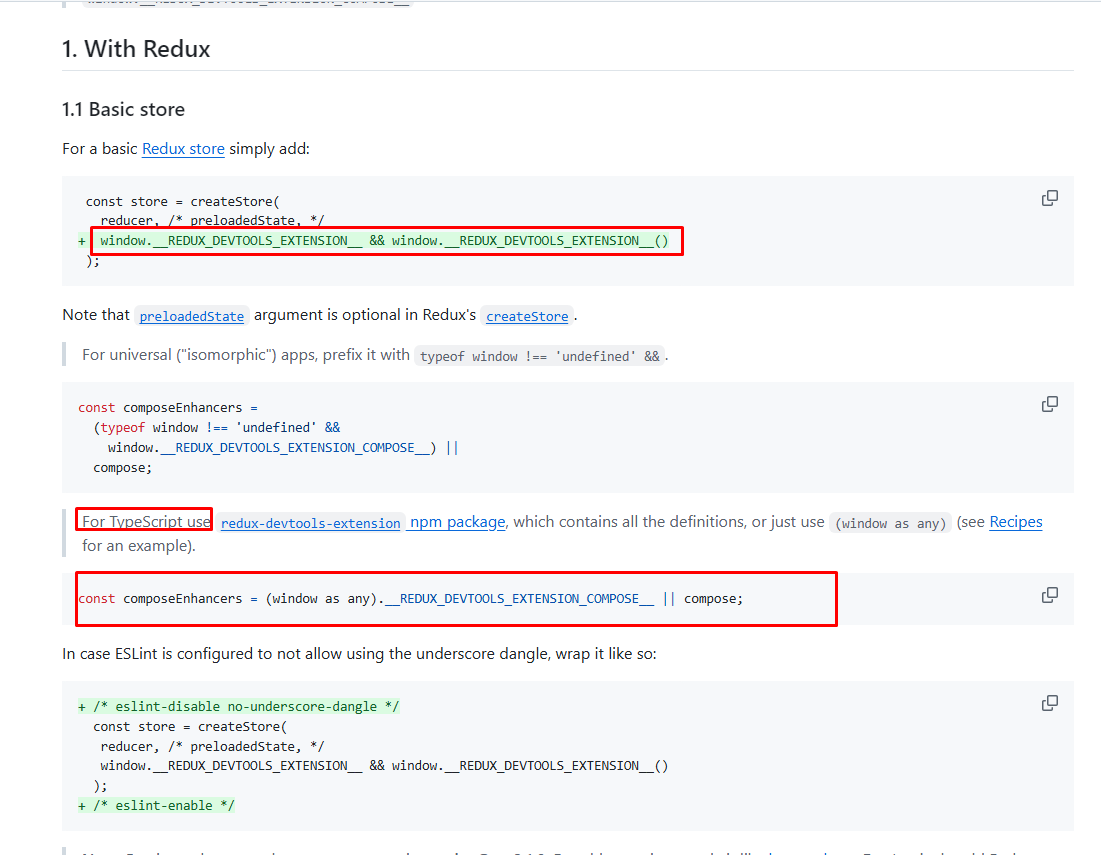 1. With Redux
1.1 Basic store
For a basic Redux store simply add:
const store = createStore(
reducer, /* preloadedState, */
+ window.__REDUX_DEVTOOLS_EXTENSION__ && window.__REDUX_DEVTOOLS_EXTENSION__()
);
Note that preloadedState argument is optional in Redux's createStore .
For universal ("isomorphic") apps, prefix it with typeof window !== 'undefined' && .
const composeEnhancers =
(typeof window !== 'undefined' &&
window.__REDUX_DEVTOOLS_EXTENSION_COMPOSE__) ||
compose;
For TypeScript use redux-devtools-extension npm package, which contains all the definitions, or just use (window as any) (see Recipes
for an example).
const composeEnhancers = (window as any).__REDUX_DEVTOOLS_EXTENSION_COMPOSE__ || compose;
In case ESLint is configured to not allow using the underscore dangle, wrap it like so:
+ /* eslint-disable no-underscore-dangle */
const store = createStore(
reducer, /* preloadedState, */
window.__REDUX_DEVTOOLS_EXTENSION__ && window.__REDUX_DEVTOOLS_EXTENSION__()
);
+ /* eslint-enable */